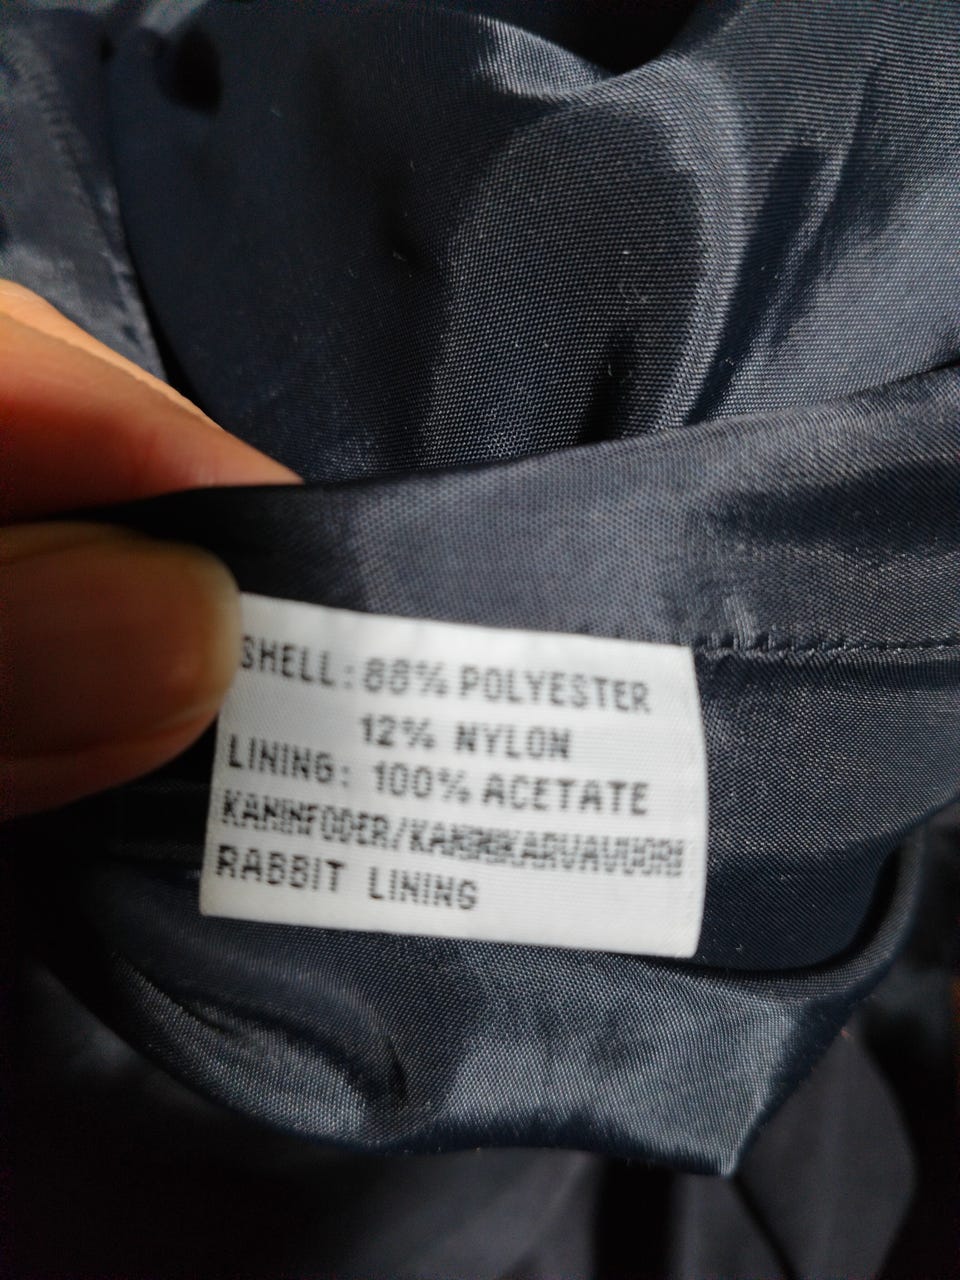 SHELL: 88% POLYESTER
12% NYLON
LINING: 100% ACETATE
KANINFODER/KANINKARVAVUORI
RABBIT LINING